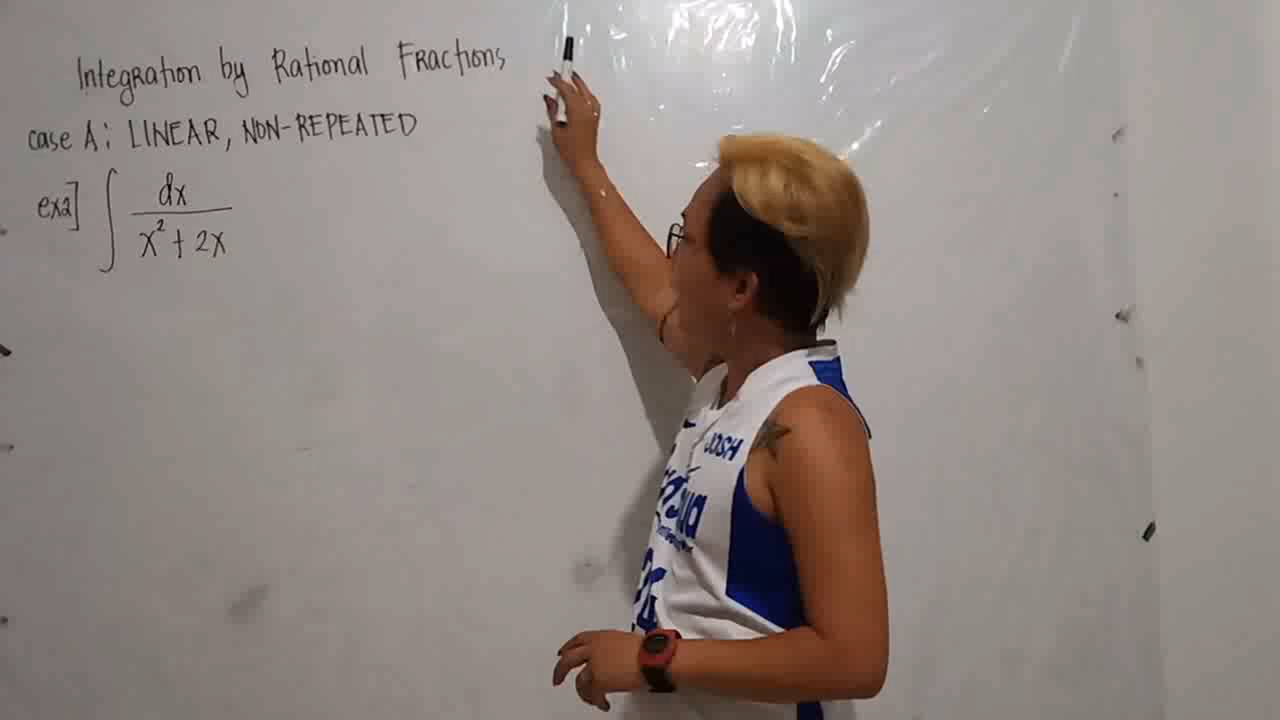 Integration by Rational Fractions
case A: LINEAR, NON-REPEATED
ex2] ∫ dx / x² + 2x
JOSH